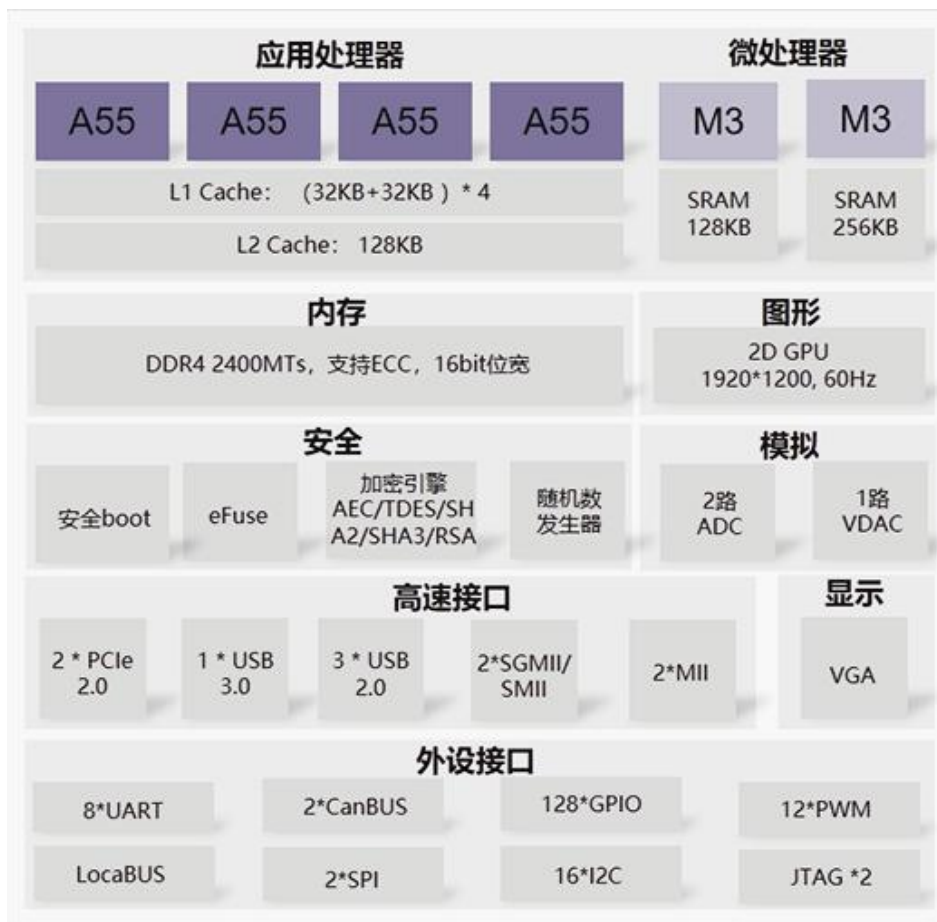 应用处理器
微处理器
A55
A55
A55
A55
M3
M3
L1 Cache: (32KB+32KB ) * 4
L2 Cache: 128KB
SRAM
128KB
SRAM
256KB
内存
DDR4 2400MTs，支持ECC，16bit位宽
图形
2D GPU
1920*1200, 60Hz
安全
安全boot
eFuse
加密引擎
AEC/TDES/SH
A2/SHA3/RSA
随机数
发生器
模拟
2路
ADC
1路
VDAC
高速接口
2 * PCIe
2.0
1 * USB
3.0
3 * USB
2.0
2*SGMII/
SMII
2*MII
显示
VGA
外设接口
8*UART
2*CanBUS
128*GPIO
12*PWM
LocaBUS
2*SPI
16*I2C
JTAG *2